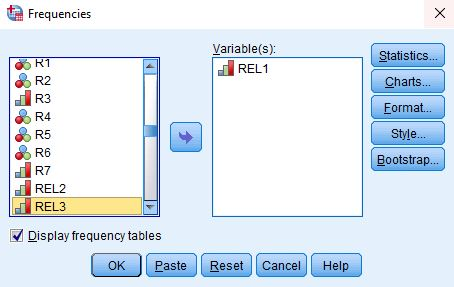 Frequencies
Variable(s):
R1
R2
R3
R4
R5
R6
R7
REL2
REL3
REL1
Statistics...
Charts...
Format...
Style...
Bootstrap...
Display frequency tables
OK Paste Reset Cancel Help